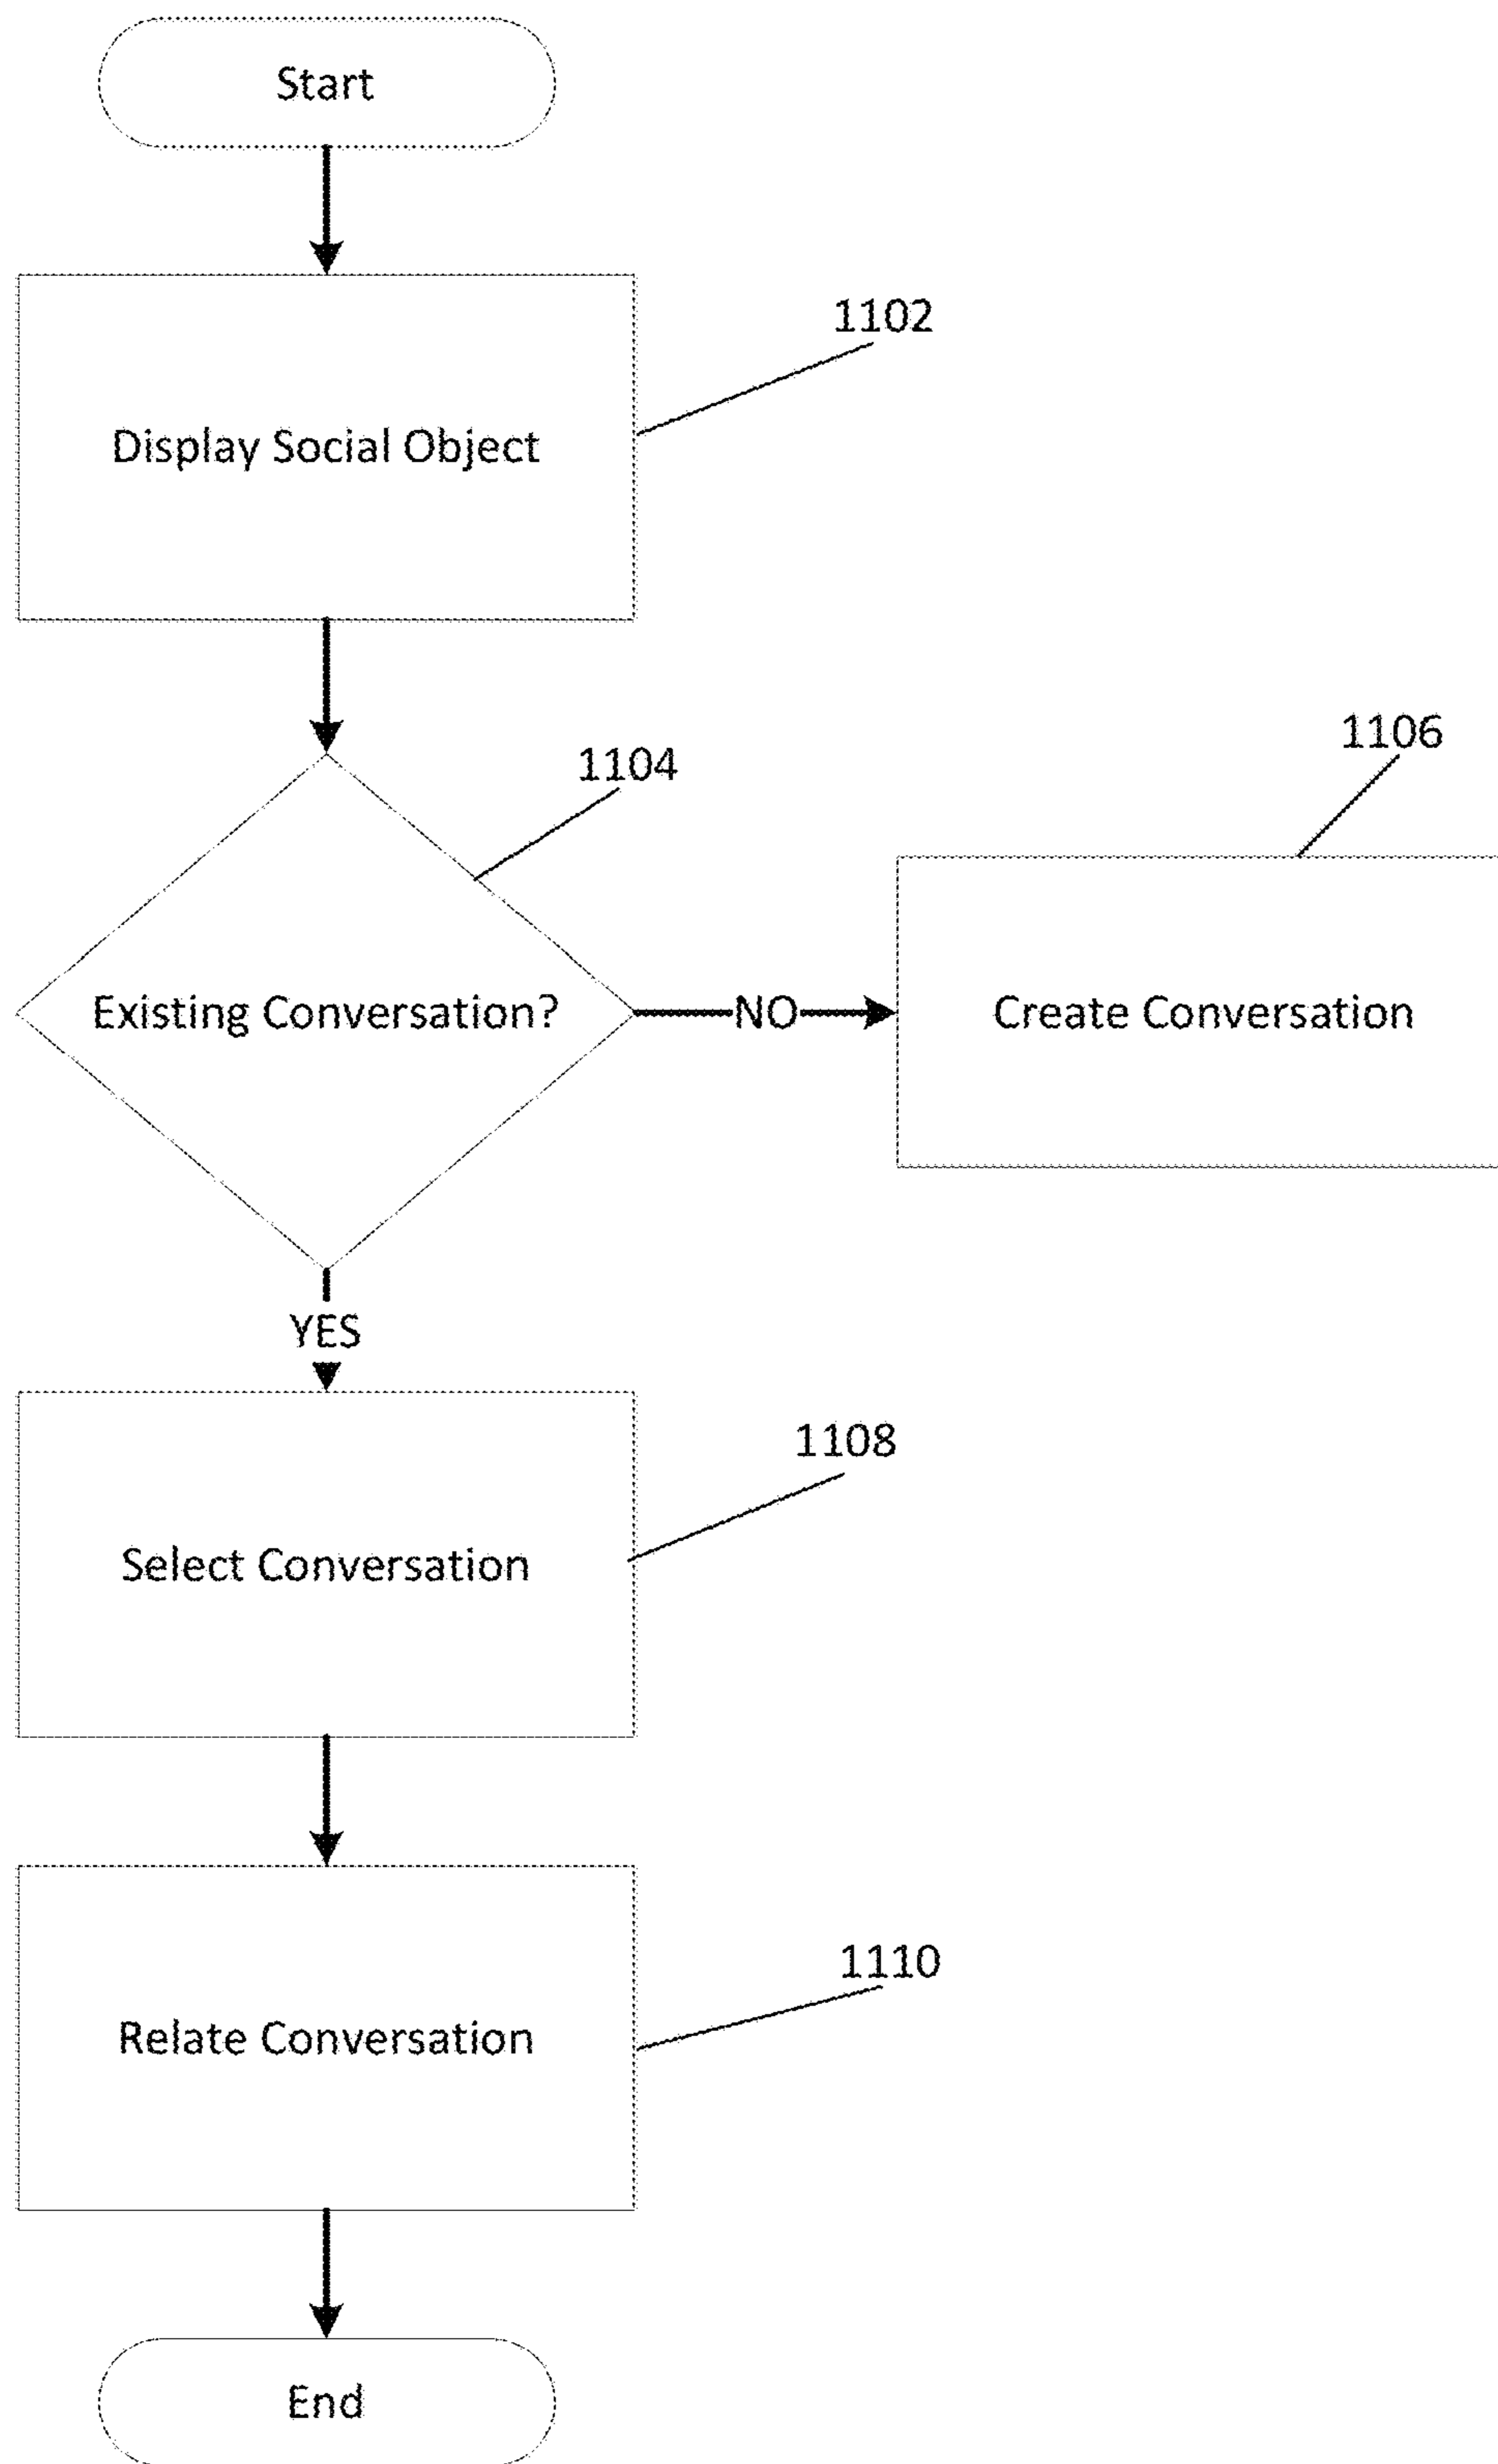 Start
1102
Display Social Object
1104
1106
Existing Conversation?
NO
Create Conversation
YES
1108
Select Conversation
1110
Relate Conversation
End